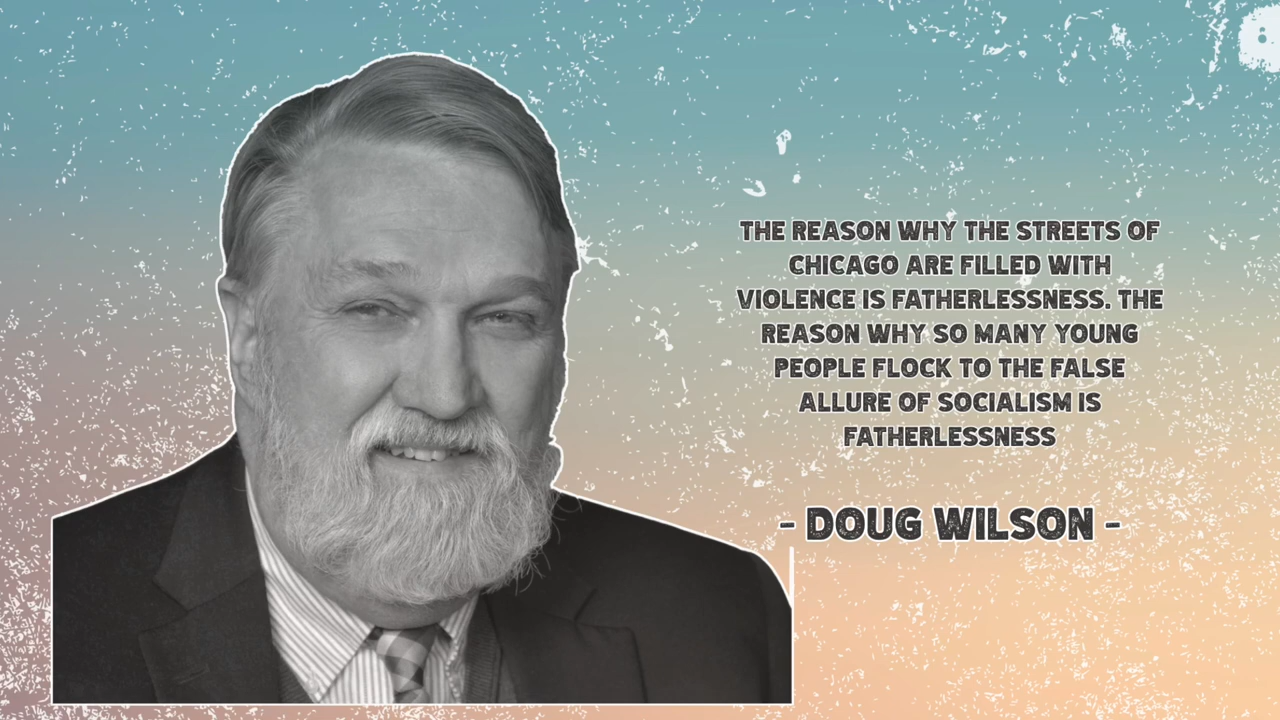 THE REASON WHY THE STREETS OF
CHICAGO ARE FILLED WITH
VIOLENCE IS FATHERLESSNESS. THE
REASON WHY SO MANY YOUNG
PEOPLE FLOCK TO THE FALSE
ALLURE OF SOCIALISM IS
FATHERLESSNESS
- DOUG WILSON -